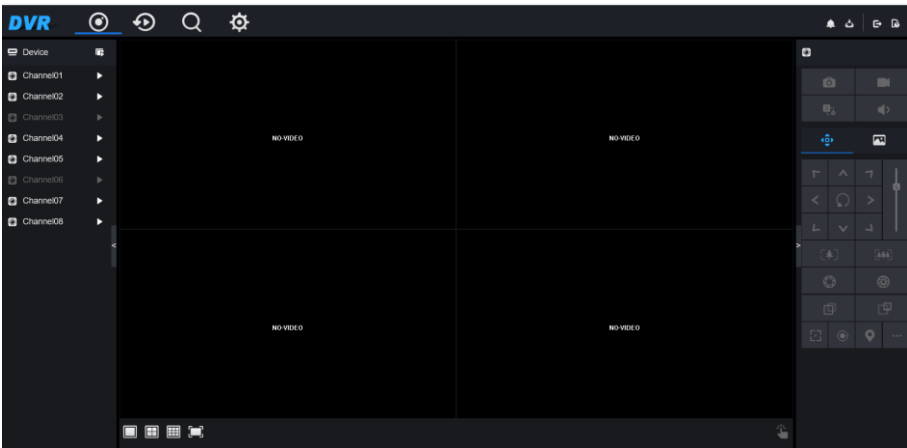 DVR
Device
Channel01
Channel02
Channel03
Channel04
Channel05
Channel06
Channel07
Channel08
NO-VIDEO
NO-VIDEO
NO-VIDEO
NO-VIDEO